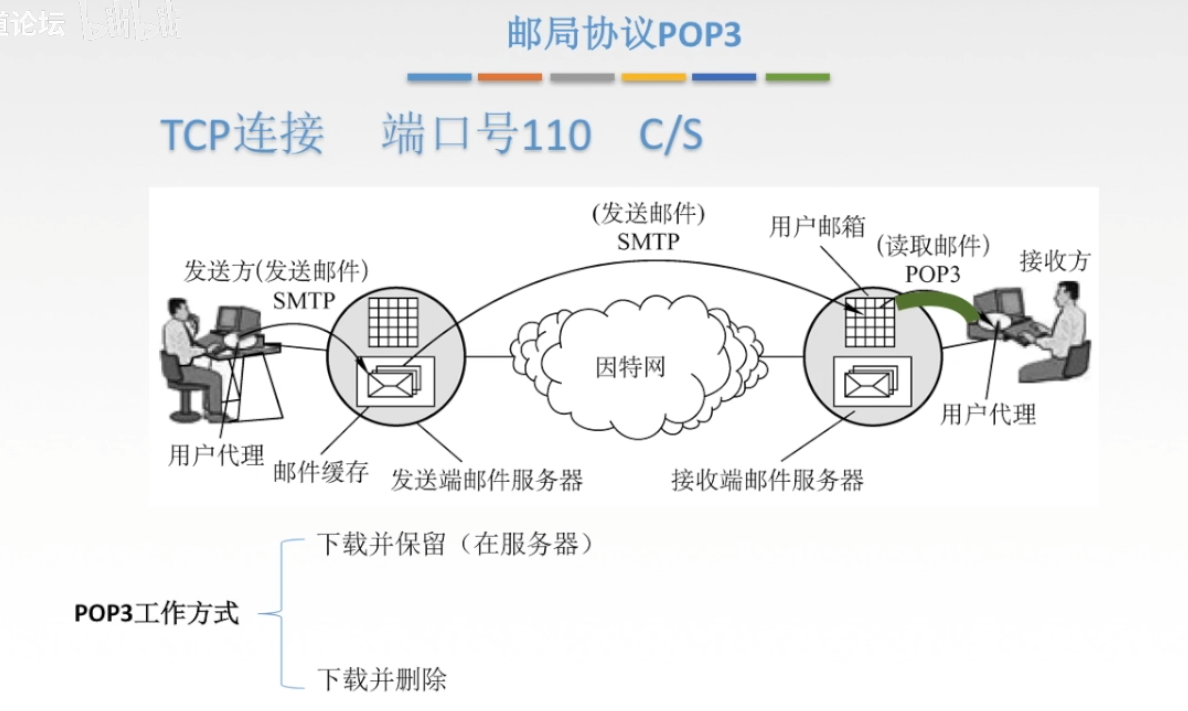 道论坛
邮局协议POP3
TCP连接 端口号110 C/S
(发送邮件)
SMTP
用户邮箱
(读取邮件)
POP3
接收方
发送方(发送邮件)
SMTP
因特网
用户代理
用户代理
邮件缓存
发送端邮件服务器
接收端邮件服务器
下载并保留（在服务器）
POP3工作方式
下载并删除